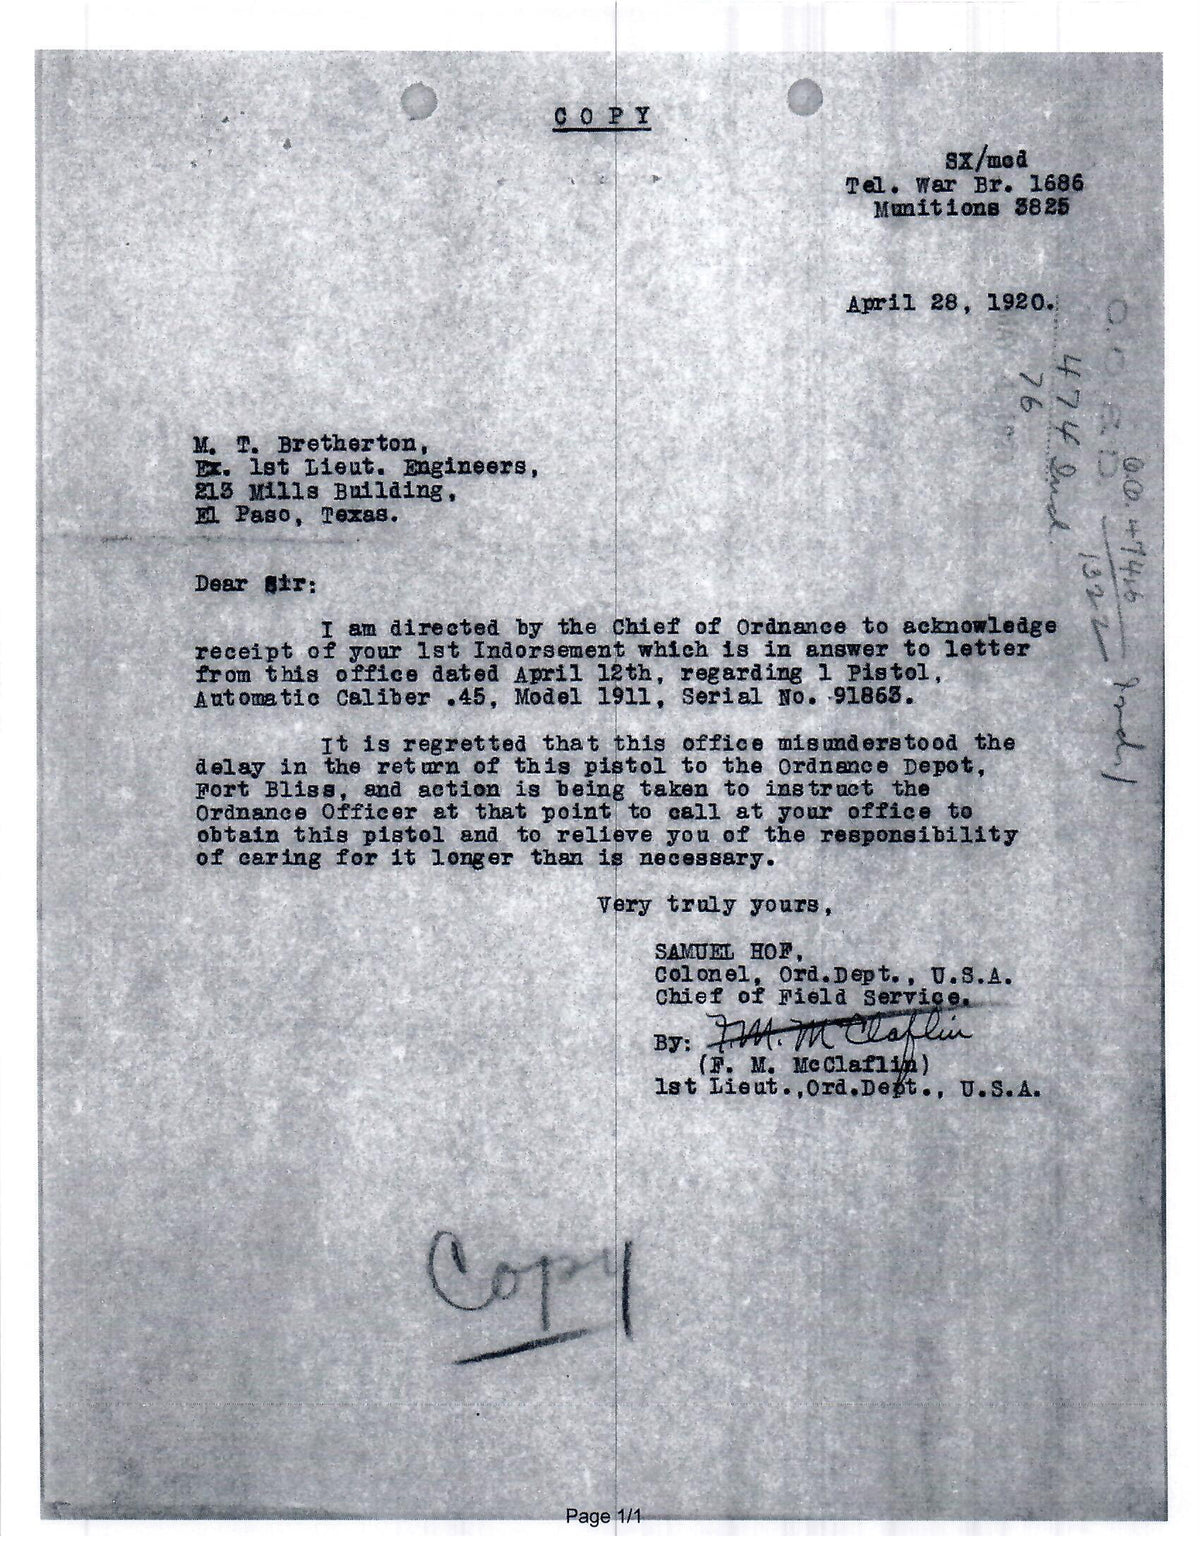 COPY
SX/mcd
Tel. War Br. 1686
Munitions 3825
April 28, 1920.
474
76
00.4746
1322
M. T. Bretherton,
Ex. 1st Lieut. Engineers,
213 Mills Building,
El Paso, Texas.
Dear Sir:
I am directed by the Chief of Ordnance to acknowledge
receipt of your 1st Indorsement which is in answer to letter
from this office dated April 12th, regarding 1 Pistol,
Automatic Caliber .45, Model 1911, Serial No. 91863.
It is regretted that this office misunderstood the
delay in the return of this pistol to the Ordnance Depot,
Fort Bliss, and action is being taken to instruct the
Ordnance Officer at that point to call at your office to
obtain this pistol and to relieve you of the responsibility
of caring for it longer than is necessary.
Very truly yours,
SAMUEL HOF,
Colonel, Ord.Dept., U.S.A.
Chief of Field Service.
By: F.M. McClaflin
(F. M. McClaflin)
1st Lieut.,Ord.Dept., U.S.A.
Copy
Page 1/1